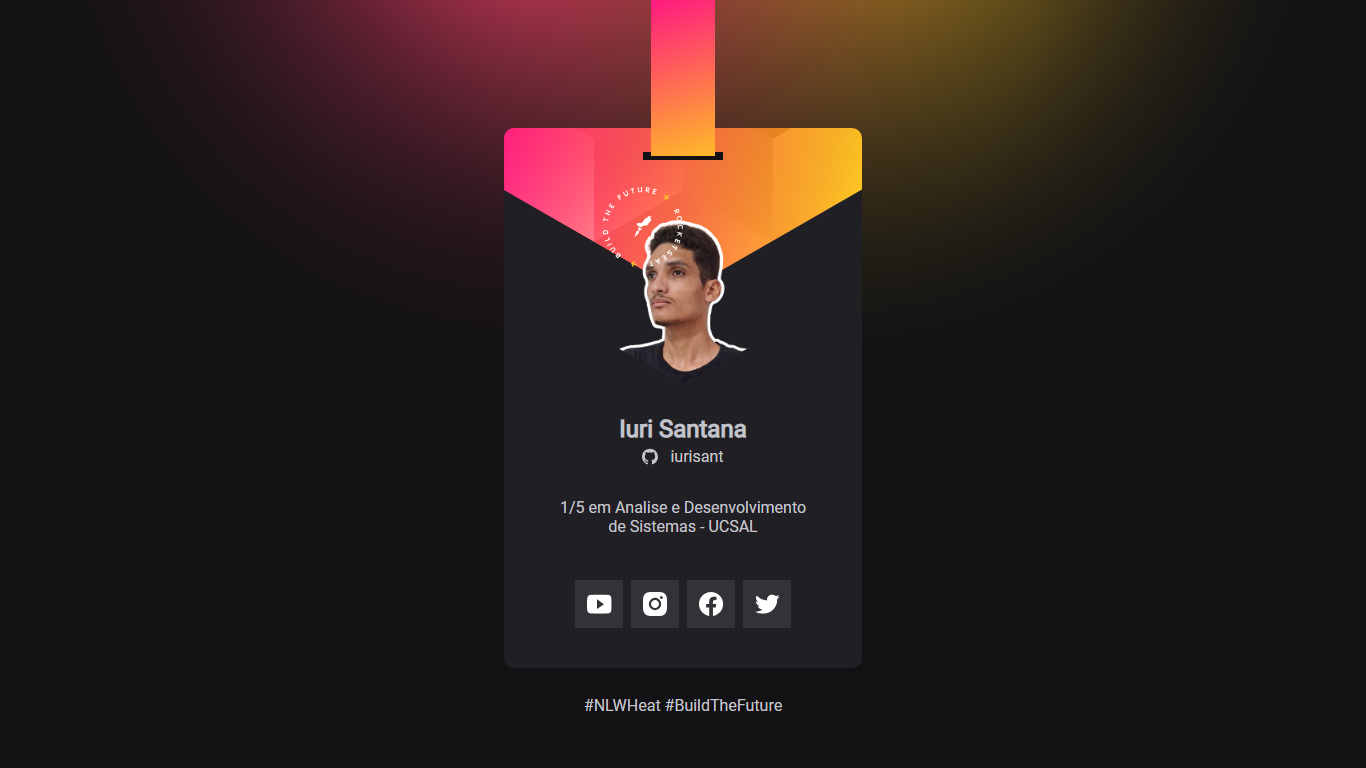 BUILD THE FUTURE
ROCKETSEAT
Iuri Santana
iurisant
1/5 em Analise e Desenvolvimento
de Sistemas - UCSAL
#NLWHeat #BuildTheFuture